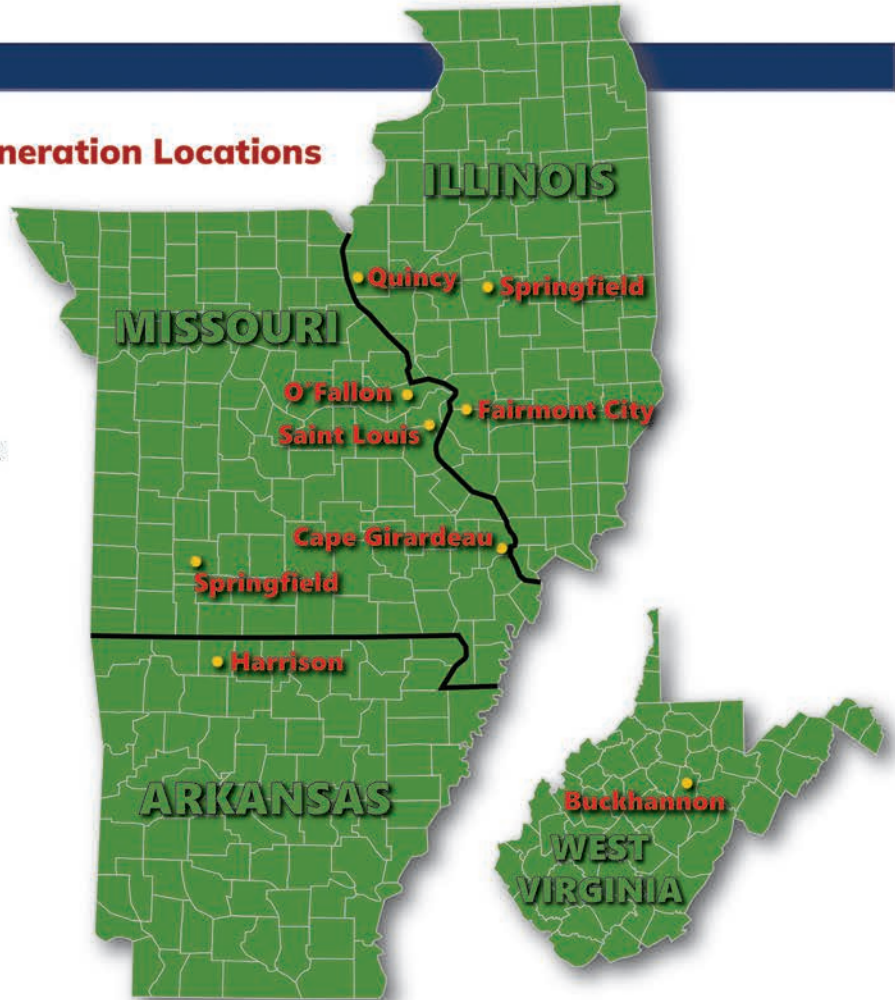 neration Locations
ILLINOIS
Quincy
Springfield
MISSOURI
O'Fallon
Fairmont City
Saint Louis
Cape Girardeau
Springfield
Harrison
ARKANSAS
Buckhannon
WEST
VIRGINIA